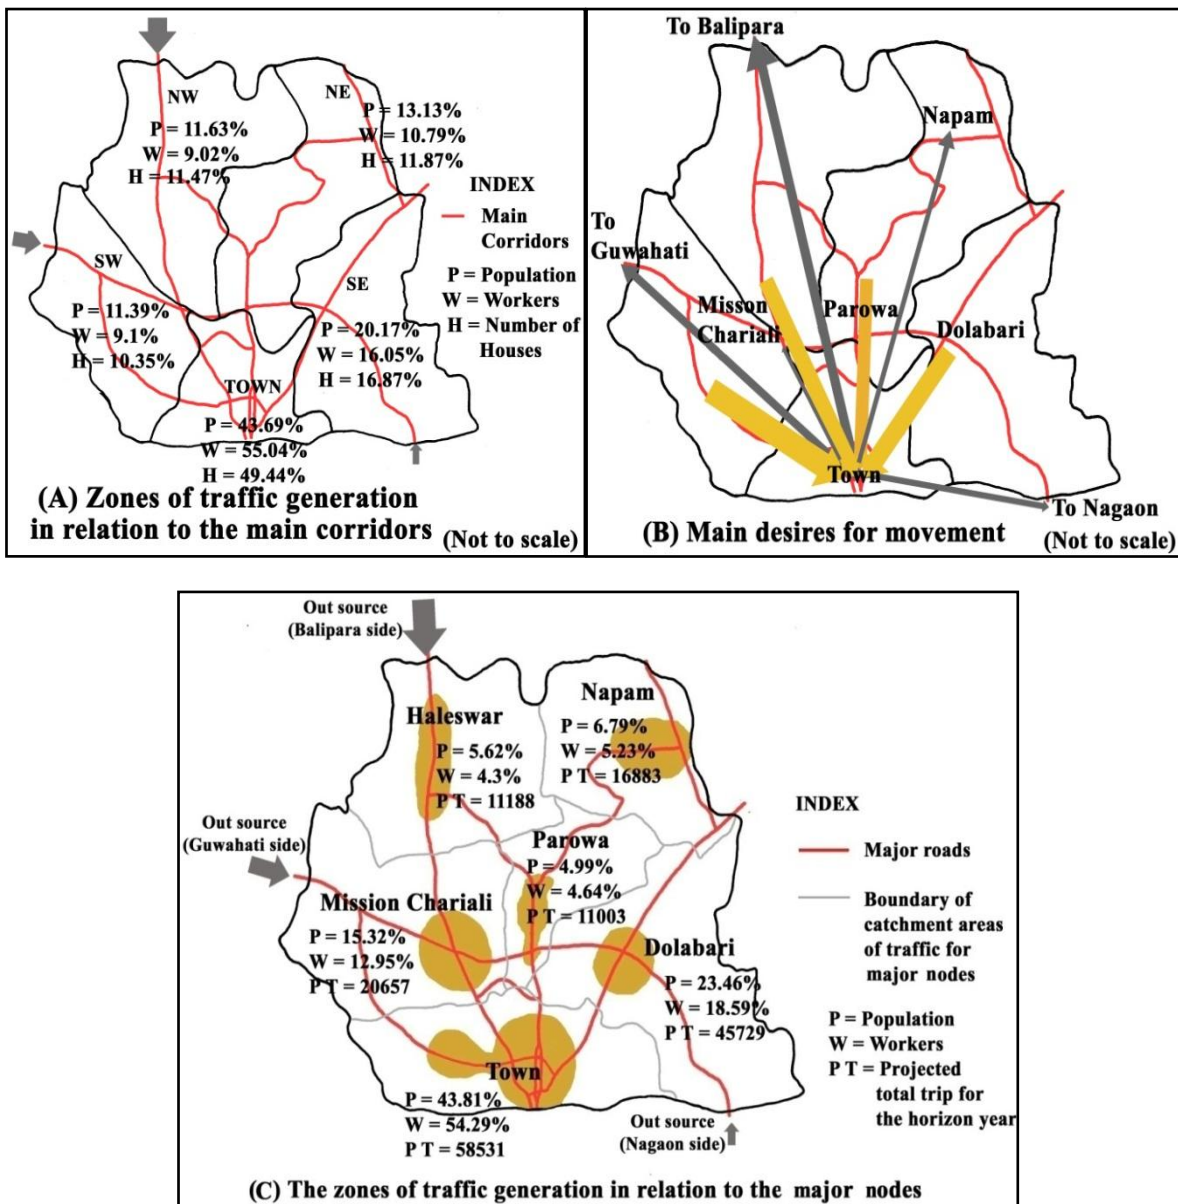 NW
P = 11.63%
W = 9.02%
H = 11.47%
NE
P = 13.13%
W = 10.79%
H = 11.87%
INDEX
Main
Corridors
P = Population
W = Workers
H = Number of
Houses
SW
P = 11.39%
W = 9.1%
H = 10.35%
SE
P = 20.17%
W = 16.05%
H = 16.87%
TOWN
P = 43.69%
W = 55.04%
H = 49.44%
(A) Zones of traffic generation
in relation to the main corridors
(Not to scale)
To Balipara
Napam
To
Guwahati
Misson
Chariali
Parowa
Dolabari
Town
To Nagaon
(B) Main desires for movement
(Not to scale)
Out source
(Balipara side)
Haleswar
P = 5.62%
W = 4.3%
P T = 11188
Napam
P = 6.79%
W = 5.23%
P T = 16883
Out source
(Guwahati side)
Parowa
P = 4.99%
W = 4.64%
P T = 11003
Mission Chariali
P = 15.32%
W = 12.95%
P T = 20657
Dolabari
P = 23.46%
W = 18.59%
P T = 45729
Town
P = 43.81%
W = 54.29%
P T = 58531
Out source
(Nagaon side)
INDEX
Major roads
Boundary of
catchment areas
of traffic for
major nodes
P = Population
W = Workers
P T = Projected
total trip for
the horizon year
(C) The zones of traffic generation in relation to the major nodes